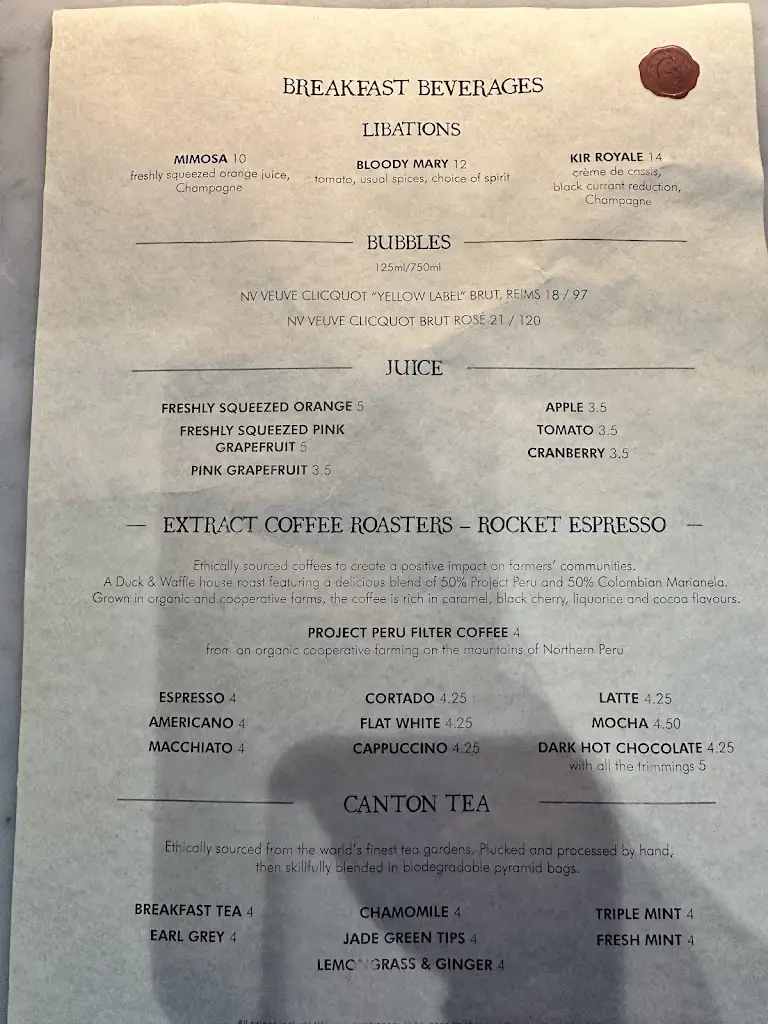 BREAKFAST BEVERAGES
LIBATIONS
MIMOSA 10
freshly squeezed orange juice,
Champagne
BLOODY MARY 12
tomato, usual spices, choice of spirit
KIR ROYALE 14
crème de cassis,
black currant reduction,
Champagne
BUBBLES
125ml/750ml
NV VEUVE CLICQUOT "YELLOW LABEL" BRUT, REIMS 18 / 97
NV VEUVE CLICQUOT BRUT ROSÉ 21 / 120
JUICE
FRESHLY SQUEEZED ORANGE 5
FRESHLY SQUEEZED PINK
GRAPEFRUIT 5
PINK GRAPEFRUIT 3.5
APPLE 3.5
TOMATO 3.5
CRANBERRY 3.5
EXTRACT COFFEE ROASTERS – ROCKET ESPRESSO
Ethically sourced coffees to create a positive impact on farmers' communities.
A Duck & Waffle house roast featuring a delicious blend of 50% Project Peru and 50% Colombian Marianela.
Grown in organic and cooperative farms, the coffee is rich in caramel, black cherry, liquorice and cocoa flavours.
PROJECT PERU FILTER COFFEE 4
from an organic cooperative farming on the mountains of Northern Peru
ESPRESSO 4
AMERICANO 4
MACCHIATO 4
CORTADO 4.25
FLAT WHITE 4.25
CAPPUCCINO 4.25
LATTE 4.25
MOCHA 4.50
DARK HOT CHOCOLATE 4.25
with all the trimmings 5
CANTON TEA
Ethically sourced from the world's finest tea gardens. Plucked and processed by hand,
then skillfully blended in biodegradable pyramid bags.
BREAKFAST TEA 4
EARL GREY 4
CHAMOMILE 4
JADE GREEN TIPS 4
LEMONGRASS & GINGER 4
TRIPLE MINT 4
FRESH MINT 4